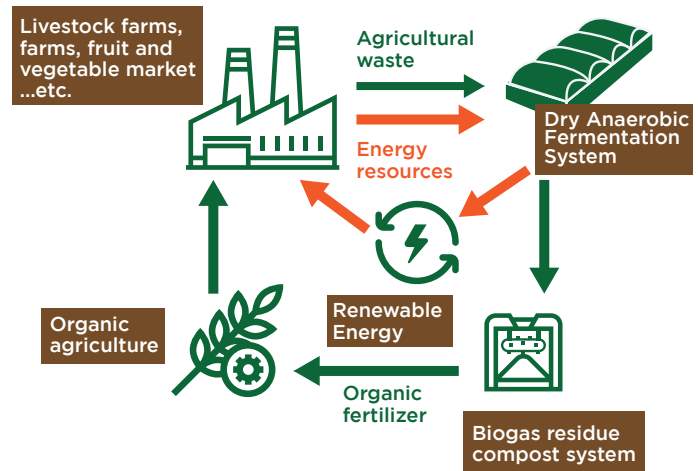 Livestock farms,
farms, fruit and
vegetable market
...etc.
Agricultural
waste
Energy
resources
Dry Anaerobic
Fermentation
System
Renewable
Energy
Organic
agriculture
Organic
fertilizer
Biogas residue
compost system